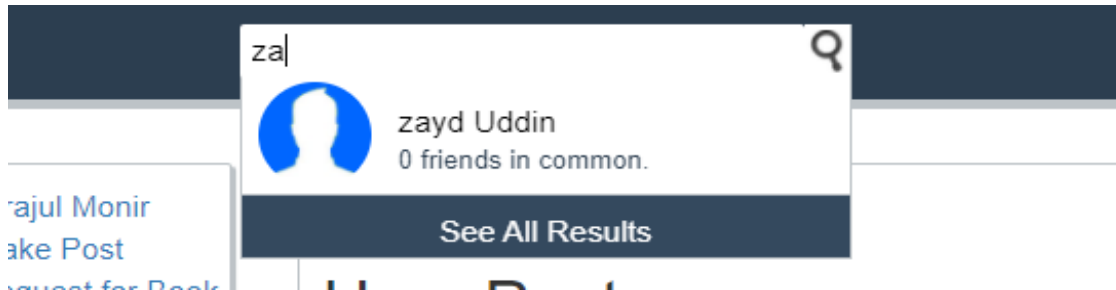 za
zayd Uddin
0 friends in common.
See All Results
rajul Monir
ake Post